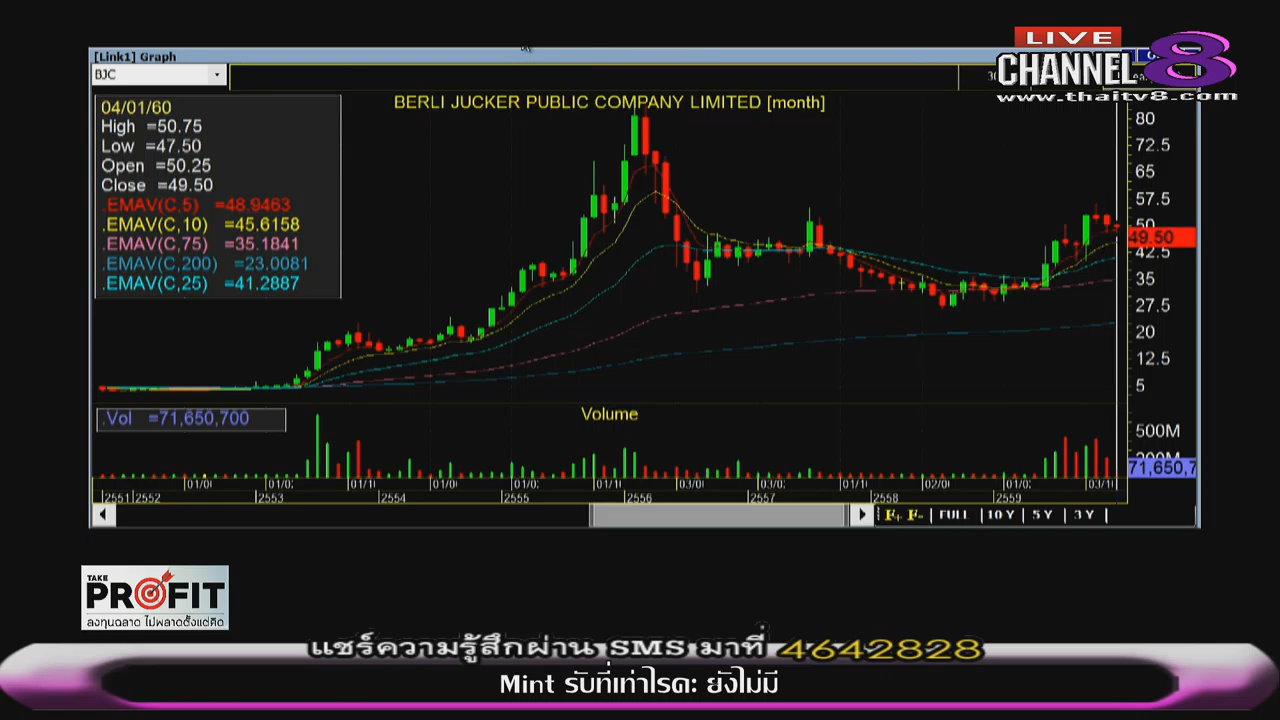 LIVE
CHANNEL 8
www.thaitv8.com
[Link1] Graph
BJC
BERLI JUCKER PUBLIC COMPANY LIMITED [month]
04/01/60
High =50.75
Low =47.50
Open =50.25
Close =49.50
.EMAV(C,5) =48.9463
.EMAV(C,10) =45.6158
.EMAV(C,75) =35.1841
.EMAV(C,200) =23.0081
.EMAV(C,25) =41.2887
80
72.5
65
57.5
50
49.50
42.5
35
27.5
20
12.5
5
.Vol =71,650,700
Volume
500M
200M
71,650,7
01/0 01/0 01/1 01/0 01/0 01/1 03/0 03/0 01/1 02/0 01/0 03/1
2551 2552 2553 2554 2555 2556 2557 2558 2559
F+ F- FULL 10 Y 5 Y 3 Y
TAKE
PROFIT
ลงทุนฉลาด ไม่พลาดตั้งแต่คิด
แชร์ความรู้สึกผ่าน SMS มาที่ 4642828
Mint รับที่เท่าไรคะ ยังไม่มี